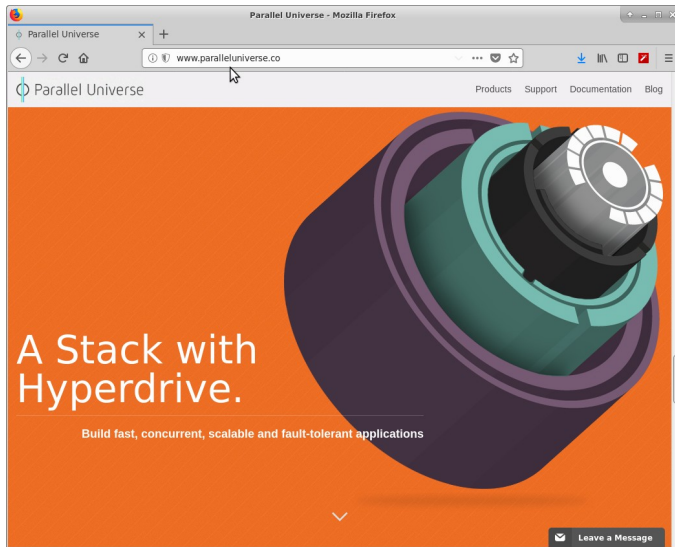 Parallel Universe - Mozilla Firefox
Parallel Universe
www.paralleluniverse.co
Parallel Universe
Products Support Documentation Blog
A Stack with
Hyperdrive.
Build fast, concurrent, scalable and fault-tolerant applications
Leave a Message